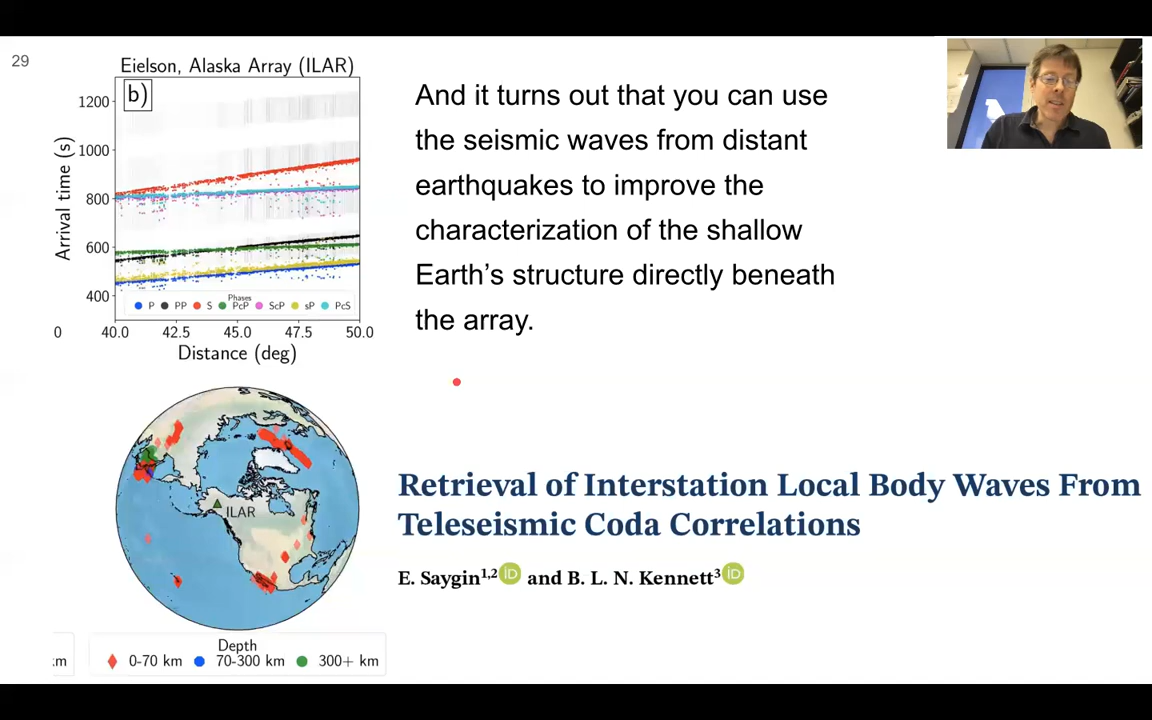 29
Eielson, Alaska Array (ILAR)
b)
1200
1000
800
600
400
Arrival time (s)
Phases
P PP S PcP ScP sP PcS
0 40.0 42.5 45.0 47.5 50.0
Distance (deg)
And it turns out that you can use
the seismic waves from distant
earthquakes to improve the
characterization of the shallow
Earth’s structure directly beneath
the array.
ILAR
Retrieval of Interstation Local Body Waves From
Teleseismic Coda Correlations
E. Saygin1,2 iD and B. L. N. Kennett3 iD
Depth
km 0-70 km 70-300 km 300+ km